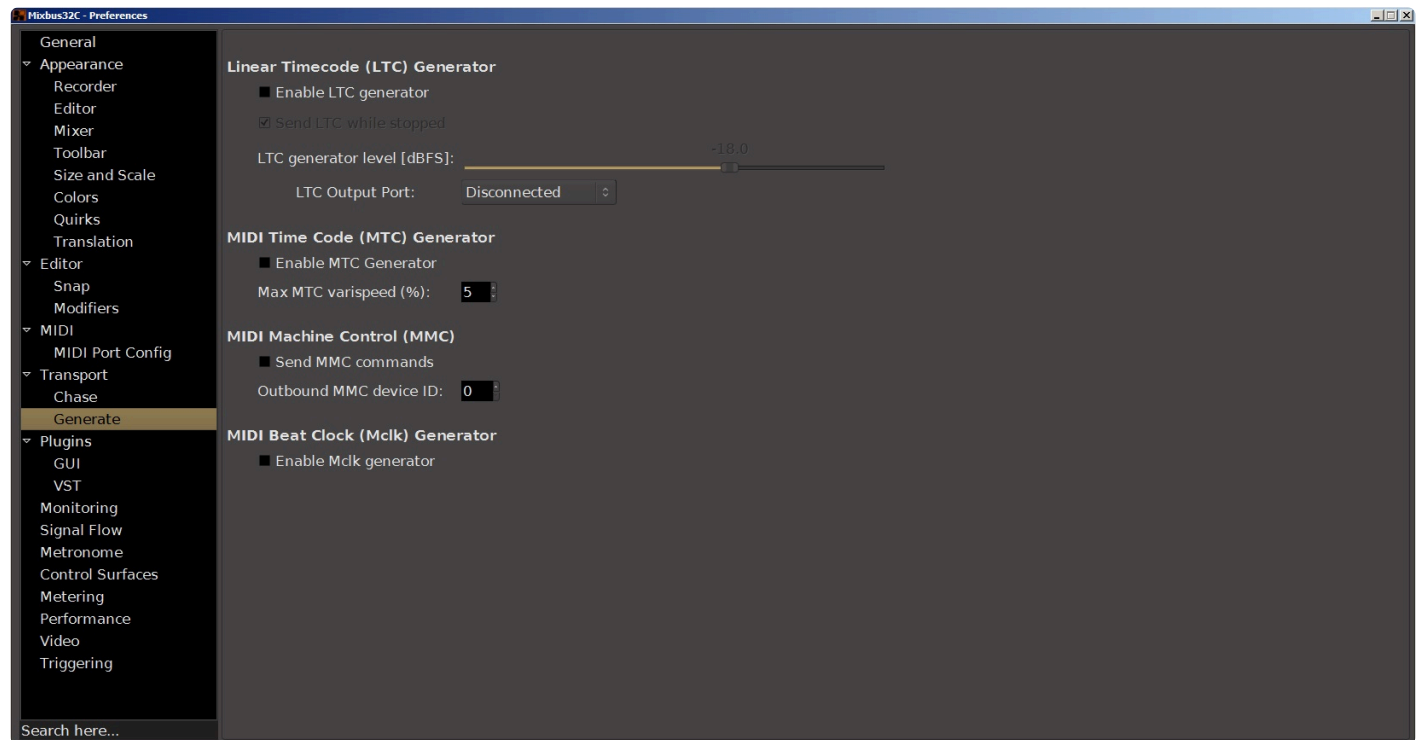 Mixbus32C - Preferences
General
Appearance
Recorder
Editor
Mixer
Toolbar
Size and Scale
Colors
Quirks
Translation
Editor
Snap
Modifiers
MIDI
MIDI Port Config
Transport
Chase
Generate
Plugins
GUI
VST
Monitoring
Signal Flow
Metronome
Control Surfaces
Metering
Performance
Video
Triggering
Search here...
Linear Timecode (LTC) Generator
Enable LTC generator
Send LTC while stopped
-18.0
LTC generator level [dBFS]:
LTC Output Port: Disconnected
MIDI Time Code (MTC) Generator
Enable MTC Generator
Max MTC varispeed (%): 5
MIDI Machine Control (MMC)
Send MMC commands
Outbound MMC device ID: 0
MIDI Beat Clock (Mclk) Generator
Enable Mclk generator